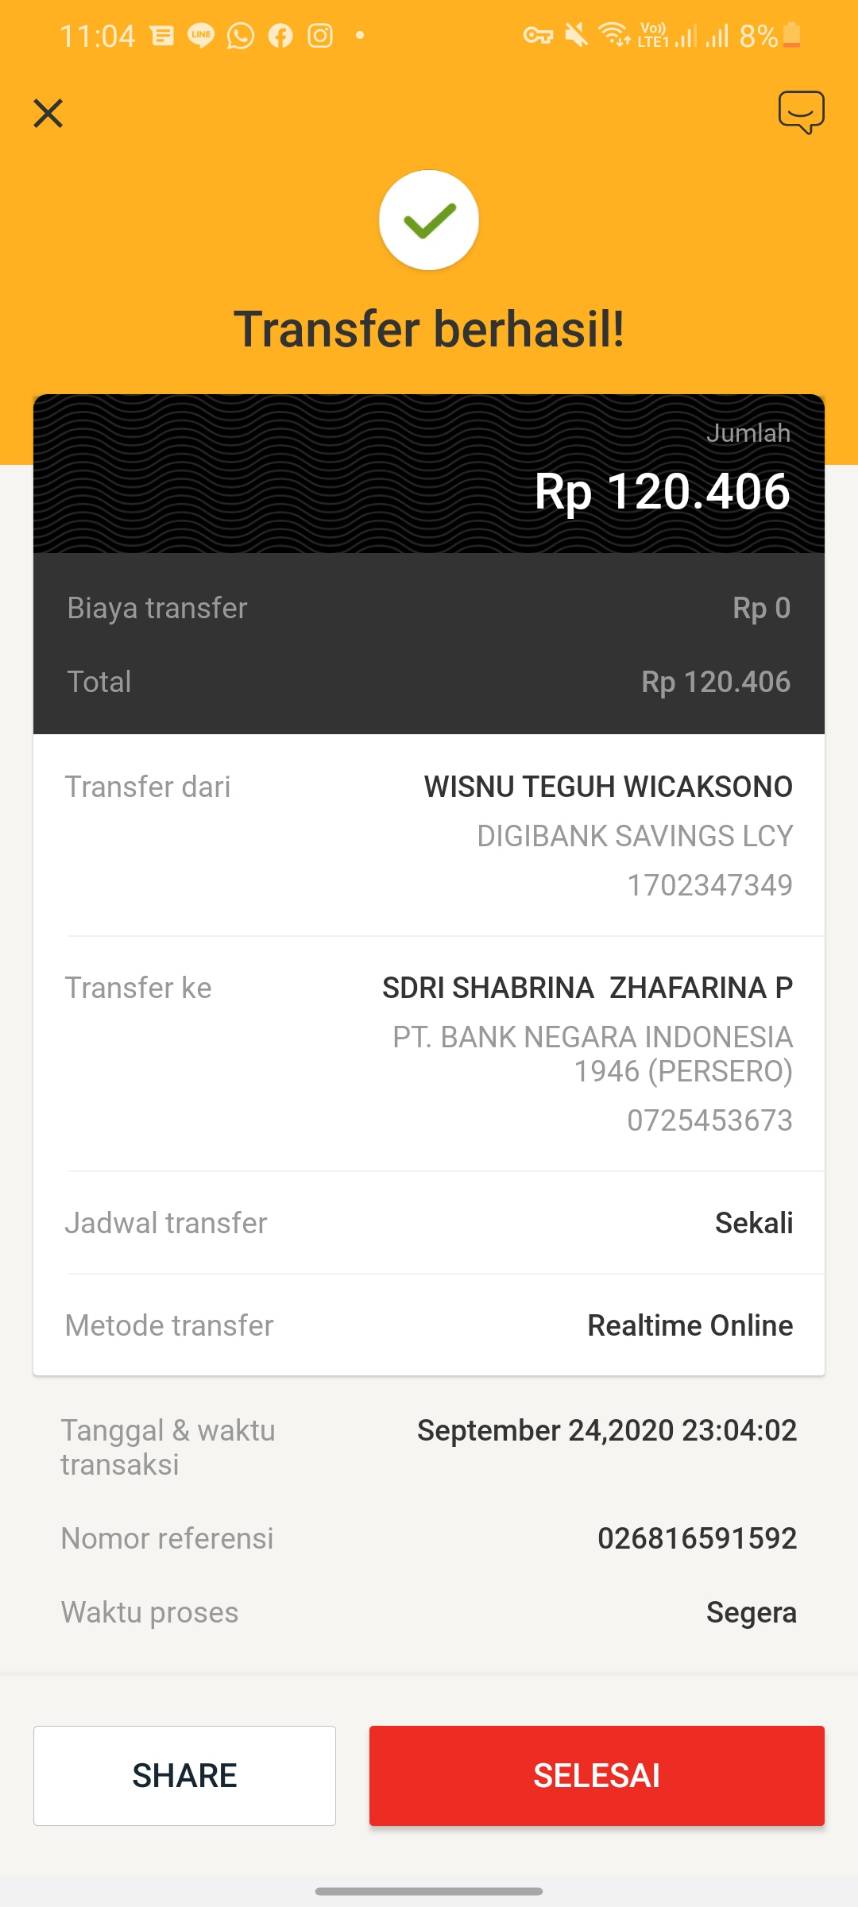 11:04
LINE
Vo))
LTE1
8%
Transfer berhasil!
Jumlah
Rp 120.406
Biaya transfer Rp 0
Total Rp 120.406
Transfer dari WISNU TEGUH WICAKSONO
DIGIBANK SAVINGS LCY
1702347349
Transfer ke SDRI SHABRINA  ZHAFARINA P
PT. BANK NEGARA INDONESIA
1946 (PERSERO)
0725453673
Jadwal transfer Sekali
Metode transfer Realtime Online
Tanggal & waktu September 24,2020 23:04:02
transaksi
Nomor referensi 026816591592
Waktu proses Segera
SHARE SELESAI